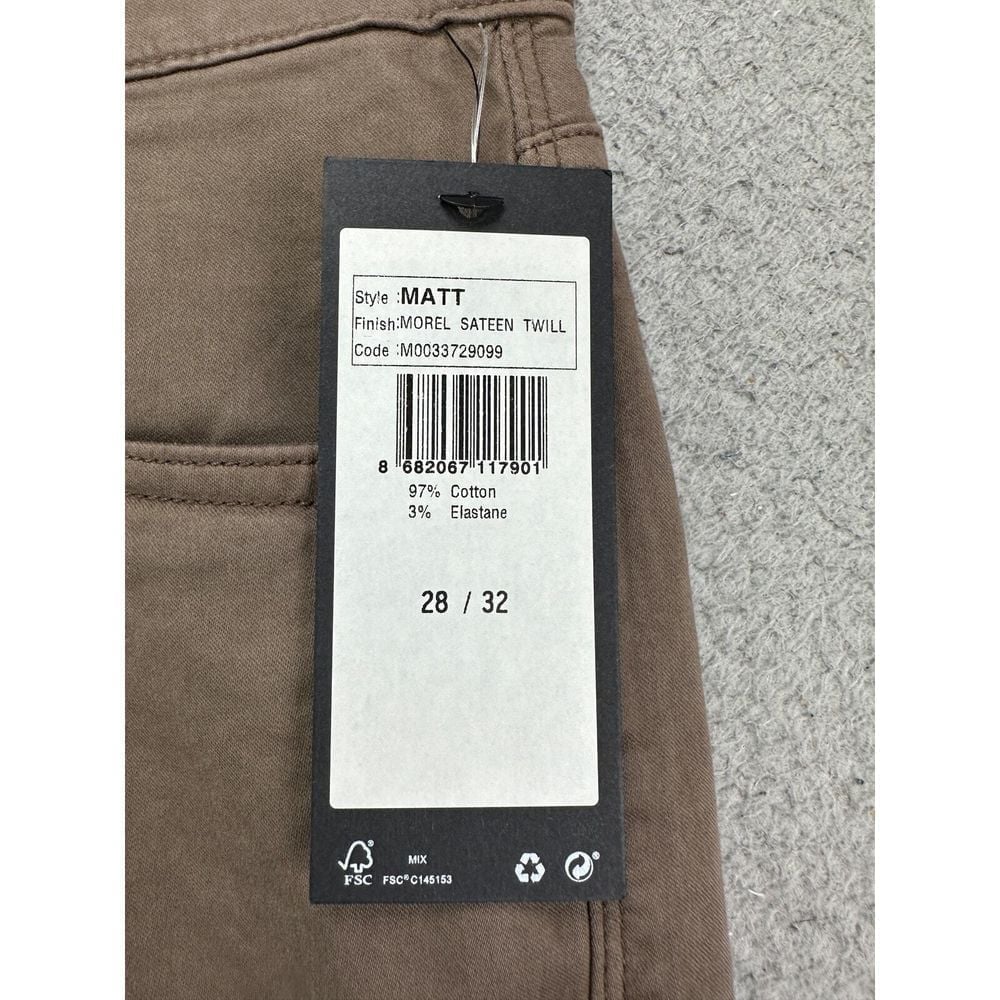 Style :MATT
Finish:MOREL SATEEN TWILL
Code :M0033729099
8 682067 117901
97% Cotton
3% Elastane
28 / 32
FSC®
MIX
FSC® C145153